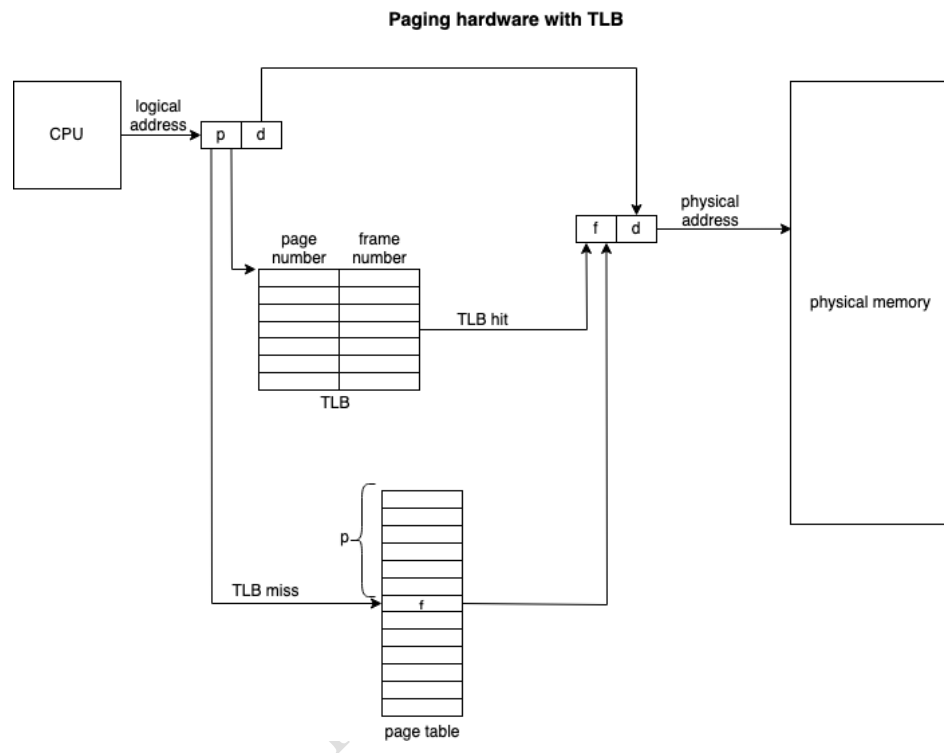 Paging hardware with TLB
logical
address
CPU
p
d
physical
address
f
d
page
number
frame
number
physical memory
TLB hit
TLB
p
TLB miss
f
page table